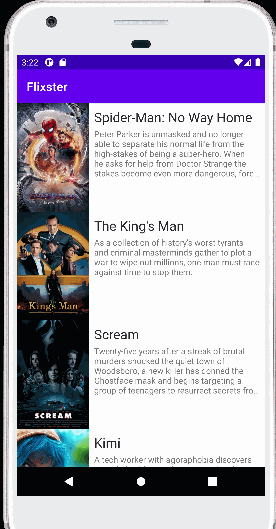 3:22
Flixster
Spider-Man: No Way Home
Peter Parker is unmasked and no longer
able to separate his normal life from the
high-stakes of being a super-hero. When
he asks for help from Doctor Strange the
stakes become even more dangerous, forc...
The King's Man
As a collection of history's worst tyrants
and criminal masterminds gather to plot a
war to wipe out millions, one man must race
against time to stop them.
King's Man
Scream
Twenty-five years after a streak of brutal
murders shocked the quiet town of
Woodsboro, a new killer has donned the
Ghostface mask and begins targeting a
group of teenagers to resurrect secrets fro...
SCREAM
Kimi
A tech worker with agoraphobia discovers